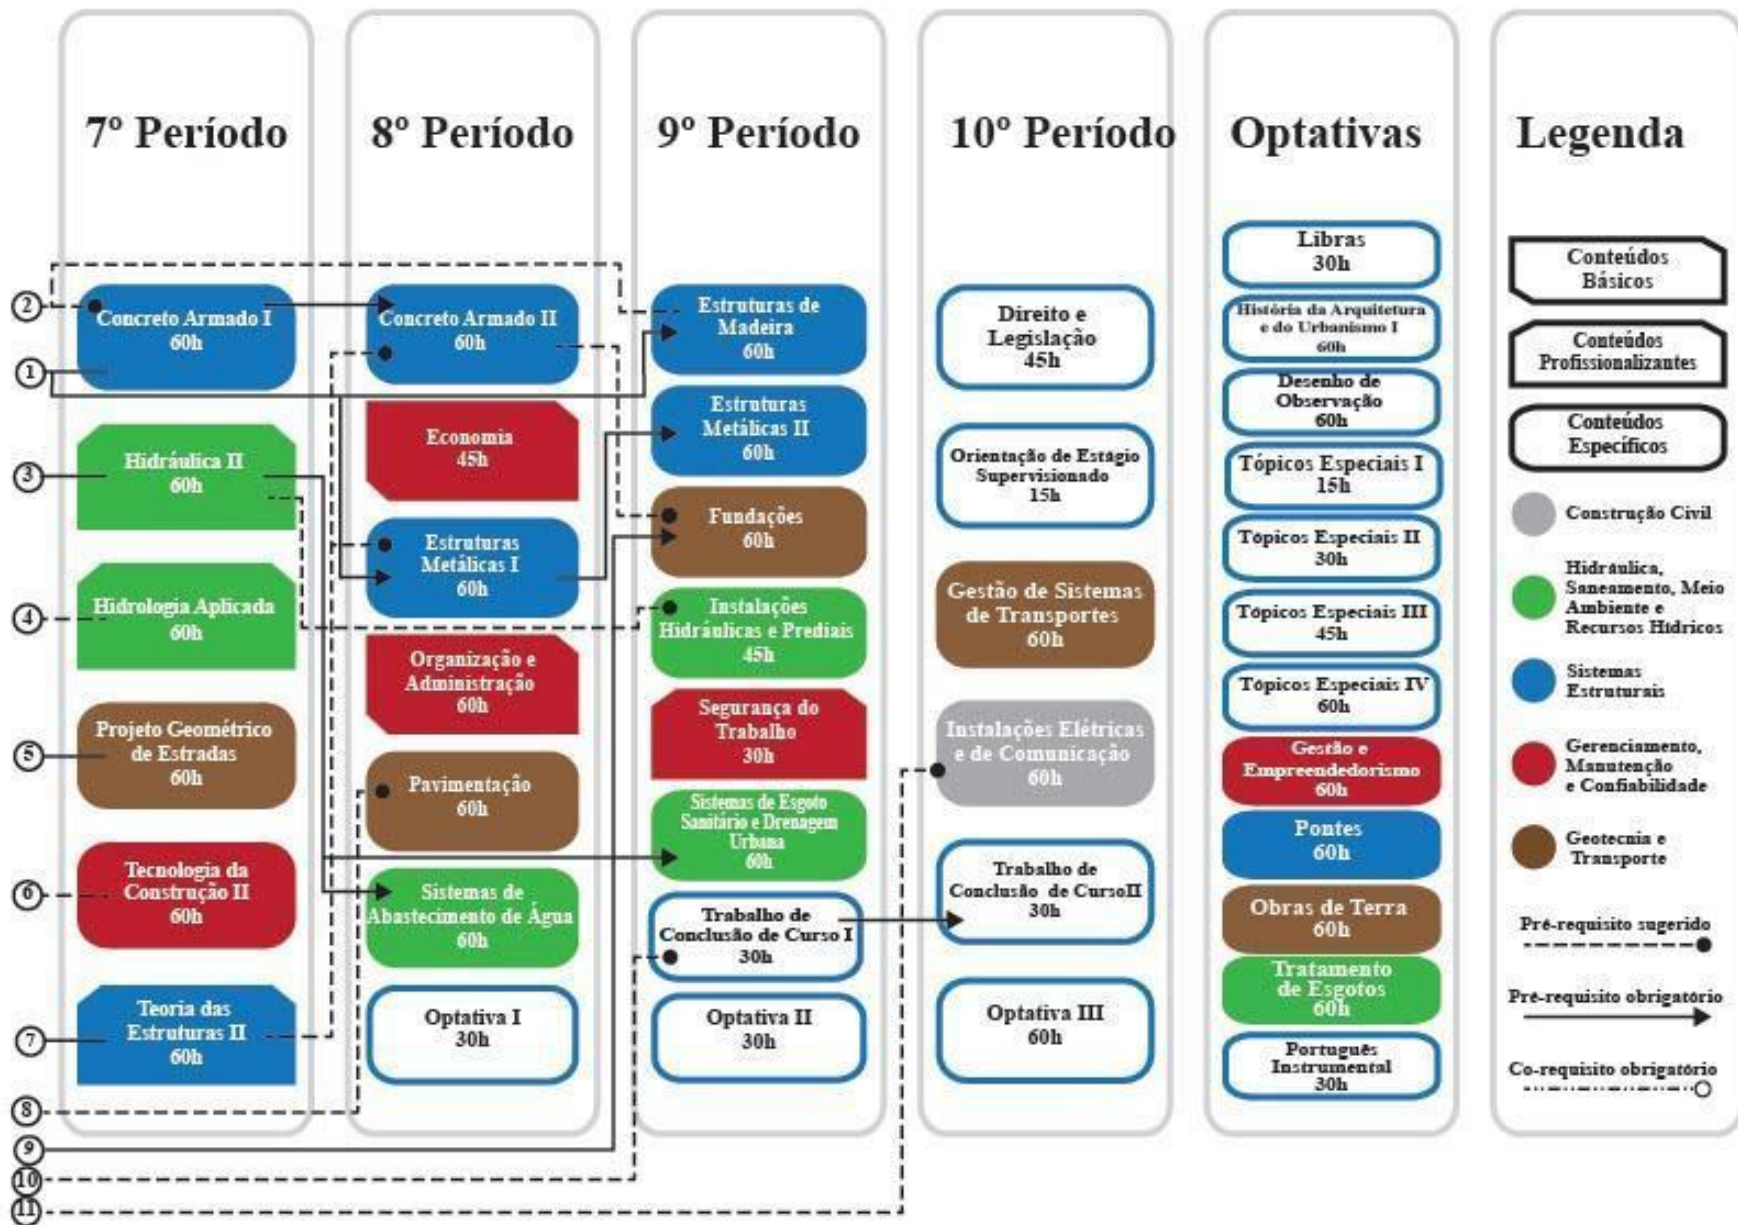 7º Período
Concreto Armado I
60h
Hidráulica II
60h
Hidrologia Aplicada
60h
Projeto Geométrico
de Estradas
60h
Tecnologia da
Construção II
60h
Teoria das
Estruturas II
60h
2
1
3
4
5
6
7
8
9
10
11
8º Período
Concreto Armado II
60h
Economia
45h
Estruturas
Metálicas I
60h
Organização e
Administração
60h
Pavimentação
60h
Sistemas de
Abastecimento de Água
60h
Optativa I
30h
9º Período
Estruturas de
Madeira
60h
Estruturas
Metálicas II
60h
Fundações
60h
Instalações
Hidráulicas e Prediais
45h
Segurança do
Trabalho
30h
Sistemas de Esgoto
Sanitário e Drenagem
Urbana
60h
Trabalho de
Conclusão de Curso I
30h
Optativa II
30h
10º Período
Direito e
Legislação
45h
Orientação de Estágio
Supervisionado
15h
Gestão de Sistemas
de Transportes
60h
Instalações Elétricas
e de Comunicação
60h
Trabalho de
Conclusão de CursoII
30h
Optativa III
60h
Optativas
Libras
30h
História da Arquitetura
e do Urbanismo I
60h
Desenho de
Observação
60h
Tópicos Especiais I
15h
Tópicos Especiais II
30h
Tópicos Especiais III
45h
Tópicos Especiais IV
60h
Gestão e
Empreendedorismo
60h
Pontes
60h
Obras de Terra
60h
Tratamento
de Esgotos
60h
Português
Instrumental
30h
Legenda
Conteúdos
Básicos
Conteúdos
Profissionalizantes
Conteúdos
Específicos
Construção Civil
Hidráulica,
Saneamento, Meio
Ambiente e
Recursos Hídricos
Sistemas
Estruturais
Gerenciamento,
Manutenção
e Confiabilidade
Geotecnia e
Transporte
Pré-requisito sugerido
Pré-requisito obrigatório
Co-requisito obrigatório